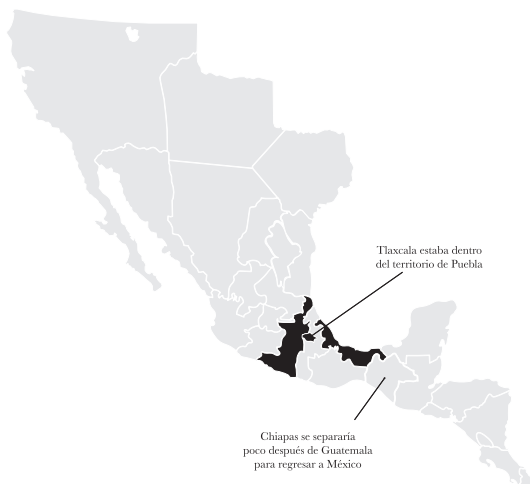 Tlaxcala estaba dentro
del territorio de Puebla
Chiapas se separaría
poco después de Guatemala
para regresar a México